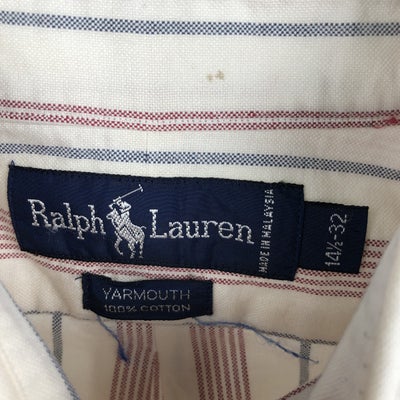 Ralph Lauren
MADE IN MALAYSIA
14½-32
YARMOUTH
100% COTTON